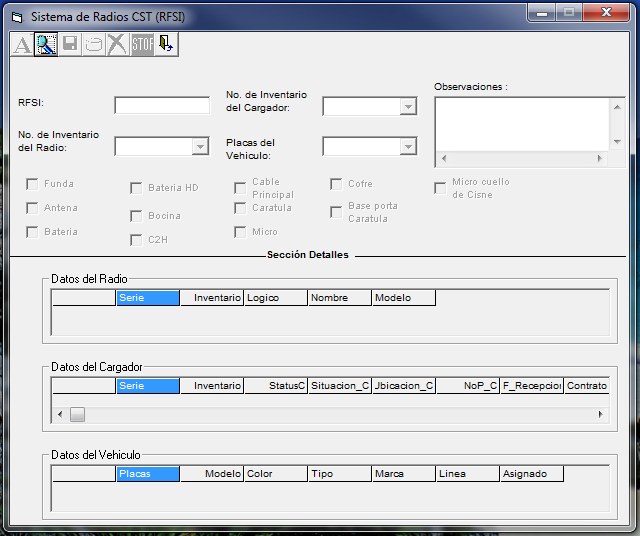 Sistema de Radios CST (RFSI)
A
STOP
RFSI:
No. de Inventario
del Cargador:
Observaciones :
No. de Inventario
del Radio:
Placas del
Vehiculo:
Funda
Bateria HD
Cable
Principal
Cofre
Micro cuello
de Cisne
Antena
Bocina
Caratula
Base porta
Caratula
Bateria
C2H
Micro
Sección Detalles
Datos del Radio
Serie Inventario Logico Nombre Modelo
Datos del Cargador
Serie Inventario StatusC Situacion_C Jbicacion_C NoP_C F_Recepcion Contrato
Datos del Vehiculo
Placas Modelo Color Tipo Marca Linea Asignado